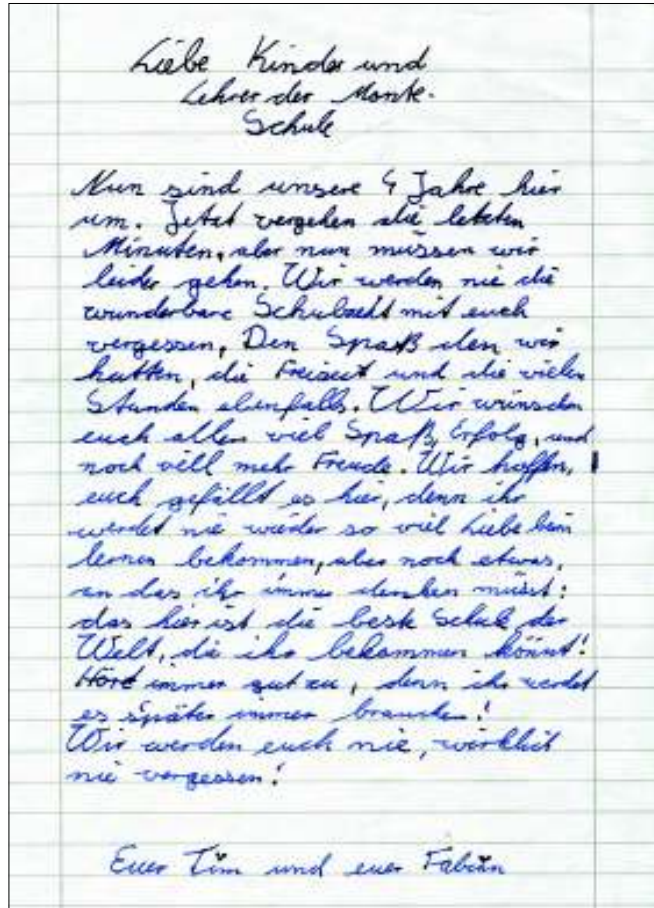 Liebe Kinder und
Lehrer der Monte-
Schule
Nun sind unsere 4 Jahre hier
um. Jetzt vergehen die letzten
Minuten, aber nun müssen wir
leider gehen. Wir werden nie die
wunderbare Schulzeit mit euch
vergessen, Den Spaß den wir
hatten, die Freizeit und die vielen
Stunden ebenfalls. Wir wünschen
euch allen viel Spaß, Erfolg, und
noch viell mehr Freude. Wir hoffen,
euch gefällt es hier, denn ihr
werdet nie wieder so viel Liebe beim
lernen bekommen, aber noch etwas,
an das ihr immer denken müsst:
das hier ist die beste Schule der
Welt, die ihr bekommen könnt!
Hört immer gut zu, denn ihr werdet
es später immer brauchen!
Wir werden euch nie, wirklich
nie vergessen!
Euer Tim und euer Fabian